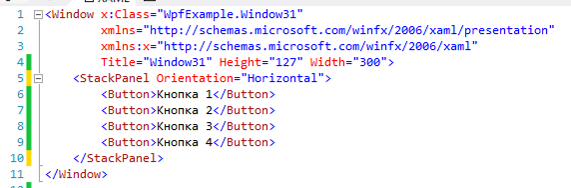 1 <Window x:Class="WpfExample.Window31"
2 xmlns="http://schemas.microsoft.com/winfx/2006/xaml/presentation"
3 xmlns:x="http://schemas.microsoft.com/winfx/2006/xaml"
4 Title="Window31" Height="127" Width="300">
5 <StackPanel Orientation="Horizontal">
6 <Button>Кнопка 1</Button>
7 <Button>Кнопка 2</Button>
8 <Button>Кнопка 3</Button>
9 <Button>Кнопка 4</Button>
10 </StackPanel>
11 </Window>